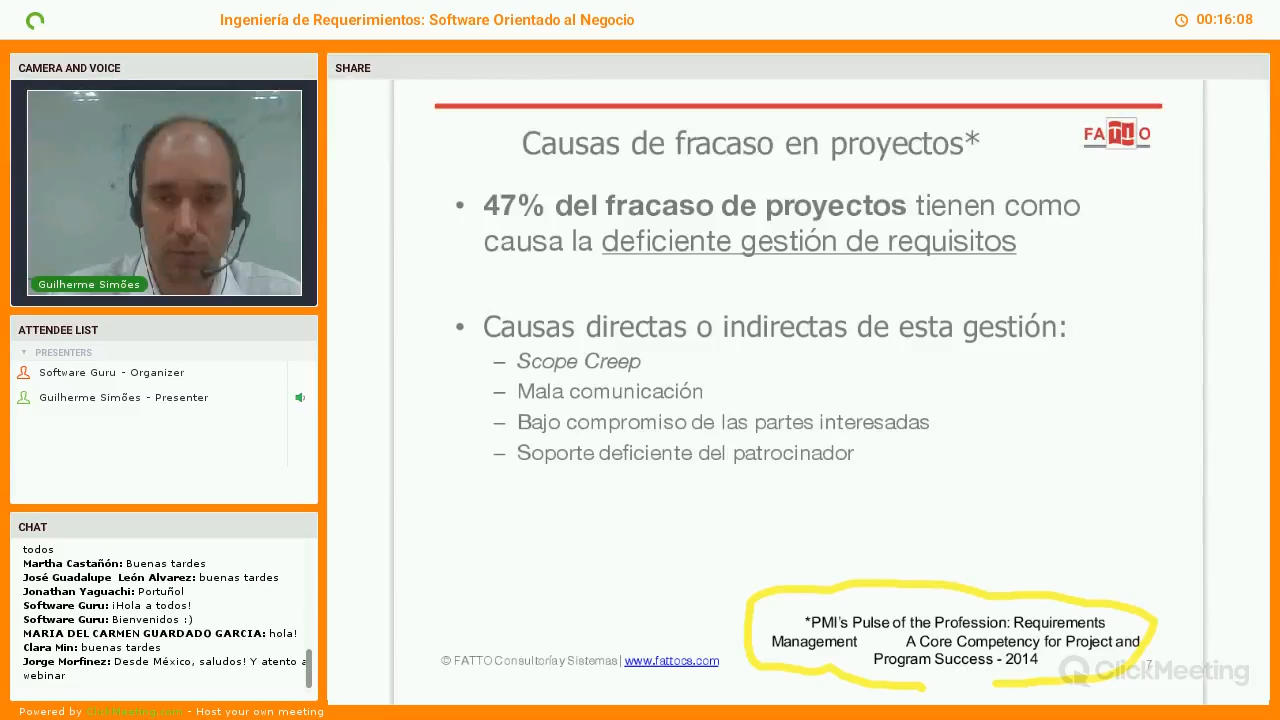 Ingeniería de Requerimientos: Software Orientado al Negocio
00:16:08
CAMERA AND VOICE
Guilherme Simões
ATTENDEE LIST
PRESENTERS
Software Guru - Organizer
Guilherme Simões - Presenter
CHAT
todos
Martha Castañón: Buenas tardes
José Guadalupe León Alvarez: buenas tardes
Jonathan Yaguachi: Portuñol
Software Guru: ¡Hola a todos!
Software Guru: Bienvenidos :)
MARIA DEL CARMEN GUARDADO GARCIA: hola!
Clara Min: buenas tardes
Jorge Morfinez: Desde México, saludos! Y atento a
webinar
Powered by ClickMeeting.com - Host your own meeting
SHARE
Causas de fracaso en proyectos*
FATTO
• 47% del fracaso de proyectos tienen como
causa la deficiente gestión de requisitos
• Causas directas o indirectas de esta gestión:
– Scope Creep
– Mala comunicación
– Bajo compromiso de las partes interesadas
– Soporte deficiente del patrocinador
*PMI's Pulse of the Profession: Requirements
Management A Core Competency for Project and
Program Success - 2014
© FATTO Consultoría y Sistemas | www.fattocs.com
7
ClickMeeting